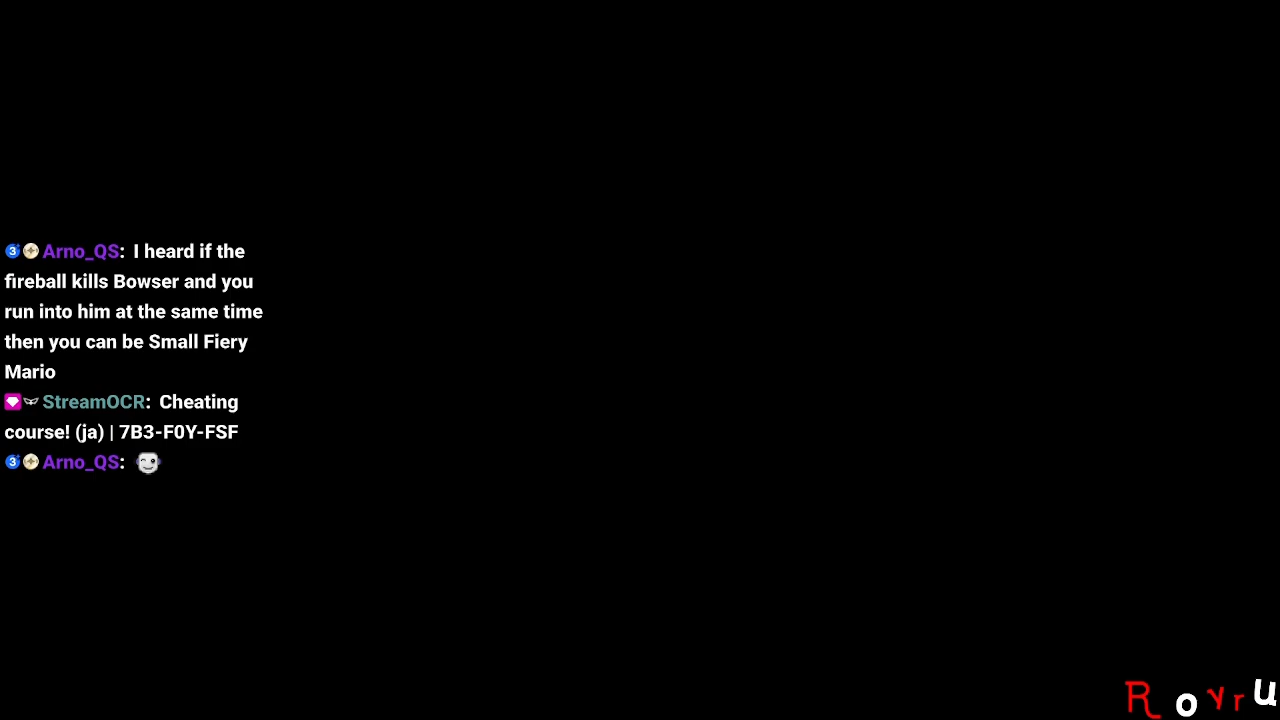 Arno_QS: I heard if the
fireball kills Bowser and you
run into him at the same time
then you can be Small Fiery
Mario
StreamOCR: Cheating
course! (ja) | 7B3-F0Y-FSF
Arno_QS:
Royru